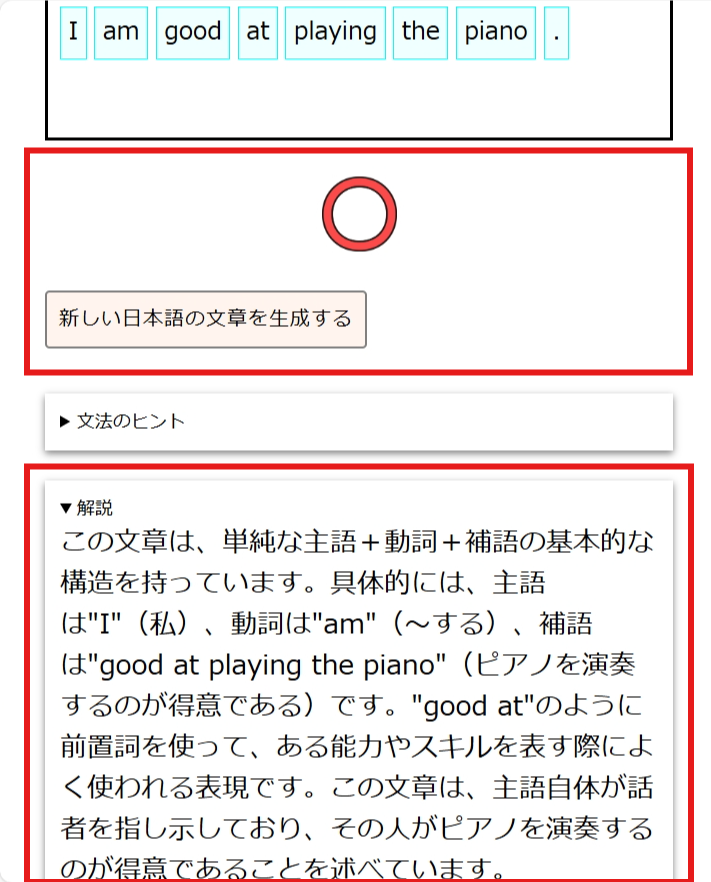 I am good at playing the piano .
新しい日本語の文章を生成する
▶ 文法のヒント
▼ 解説
この文章は、単純な主語＋動詞＋補語の基本的な
構造を持っています。具体的には、主語
は"I"（私）、動詞は"am"（～する）、補語
は"good at playing the piano"（ピアノを演奏
するのが得意である）です。"good at"のように
前置詞を使って、ある能力やスキルを表す際によ
く使われる表現です。この文章は、主語自体が話
者を指し示しており、その人がピアノを演奏する
のが得意であることを述べています。